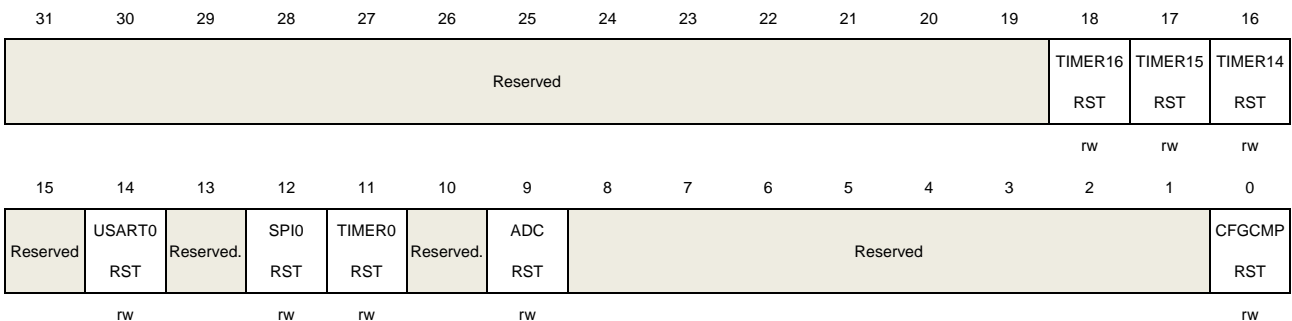 31 30 29 28 27 26 25 24 23 22 21 20 19 18 17 16
Reserved TIMER16 TIMER15 TIMER14
RST RST RST
rw rw rw
15 14 13 12 11 10 9 8 7 6 5 4 3 2 1 0
Reserved USART0 Reserved. SPI0 TIMER0 Reserved. ADC Reserved CFGCMP
RST RST RST RST RST
rw rw rw rw rw